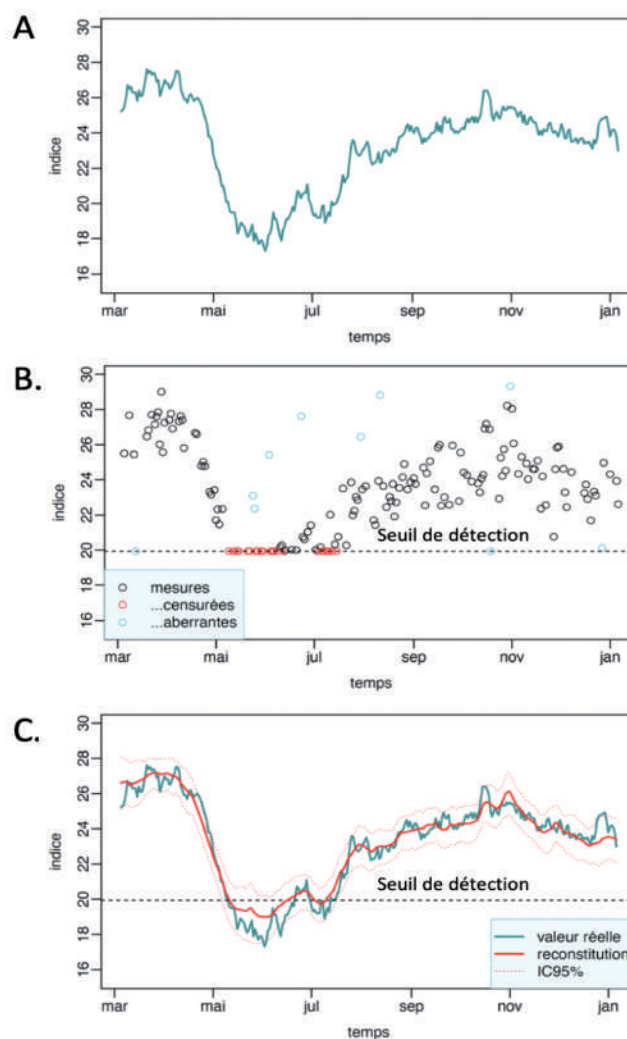 A
30
28
26
24
22
20
18
16
indice
mar
mai
jul
sep
nov
jan
temps
B.
30
28
26
24
22
20
18
16
indice
Seuil de détection
mesures
...censurées
...aberrantes
mar
mai
jul
sep
nov
jan
temps
C.
30
28
26
24
22
20
18
16
indice
Seuil de détection
valeur réelle
reconstitution
IC95%
mar
mai
jul
sep
nov
jan
temps